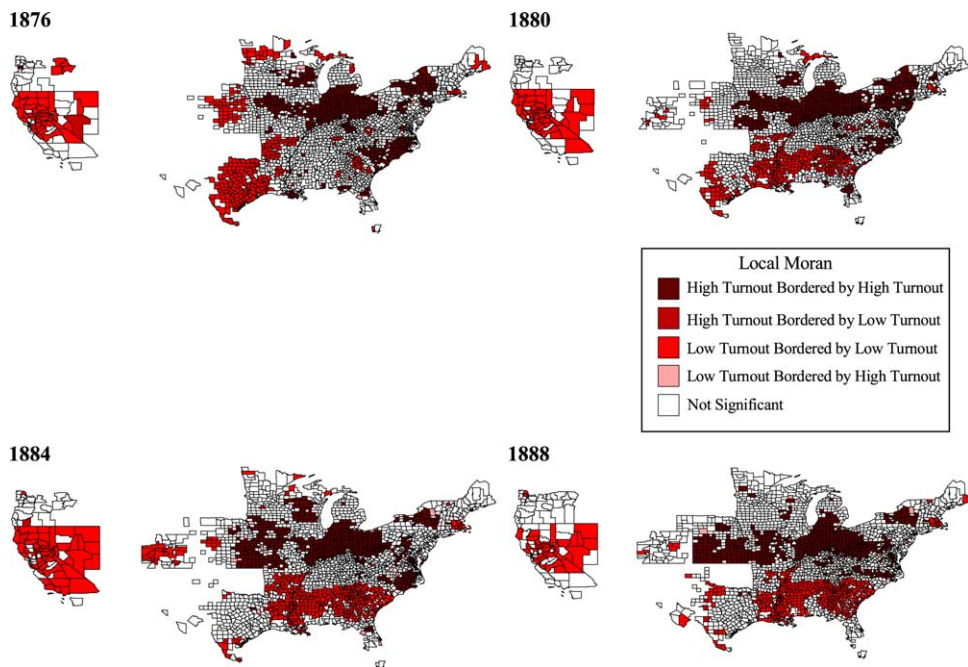 1876
1880
Local Moran
High Turnout Bordered by High Turnout
High Turnout Bordered by Low Turnout
Low Turnout Bordered by Low Turnout
Low Turnout Bordered by High Turnout
Not Significant
1884
1888